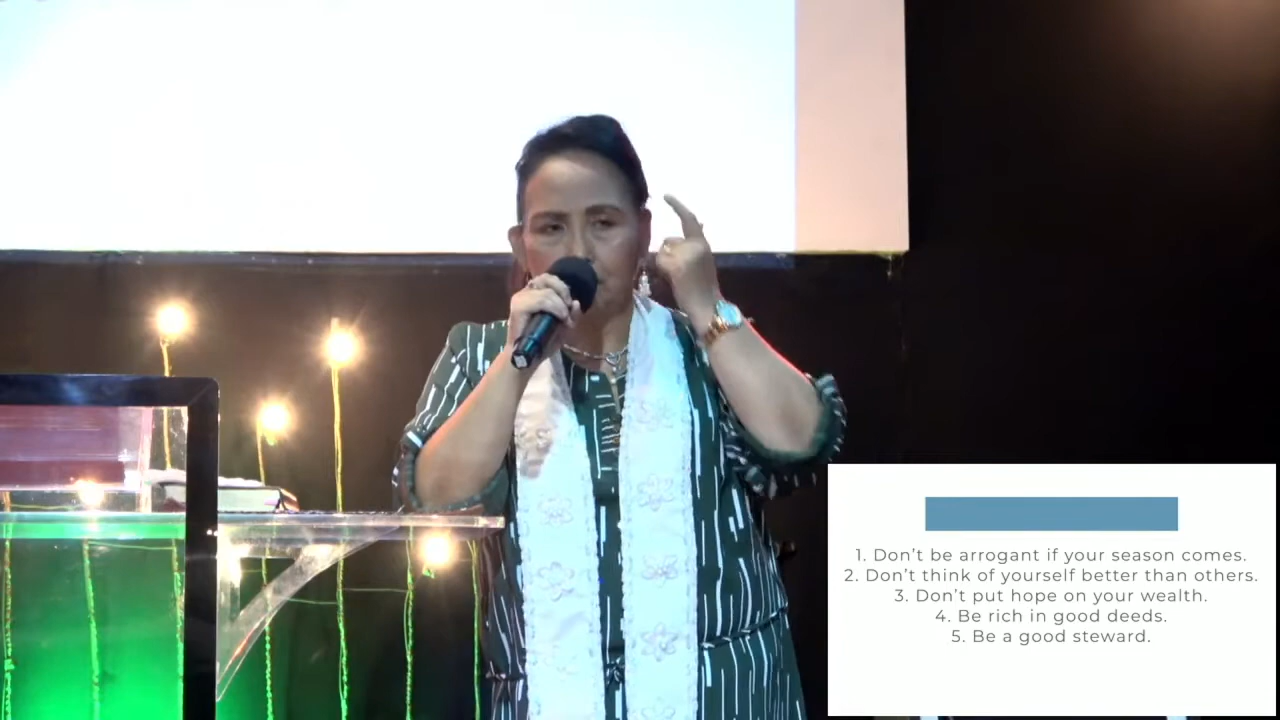 1. Don't be arrogant if your season comes.
2. Don't think of yourself better than others.
3. Don't put hope on your wealth.
4. Be rich in good deeds.
5. Be a good steward.